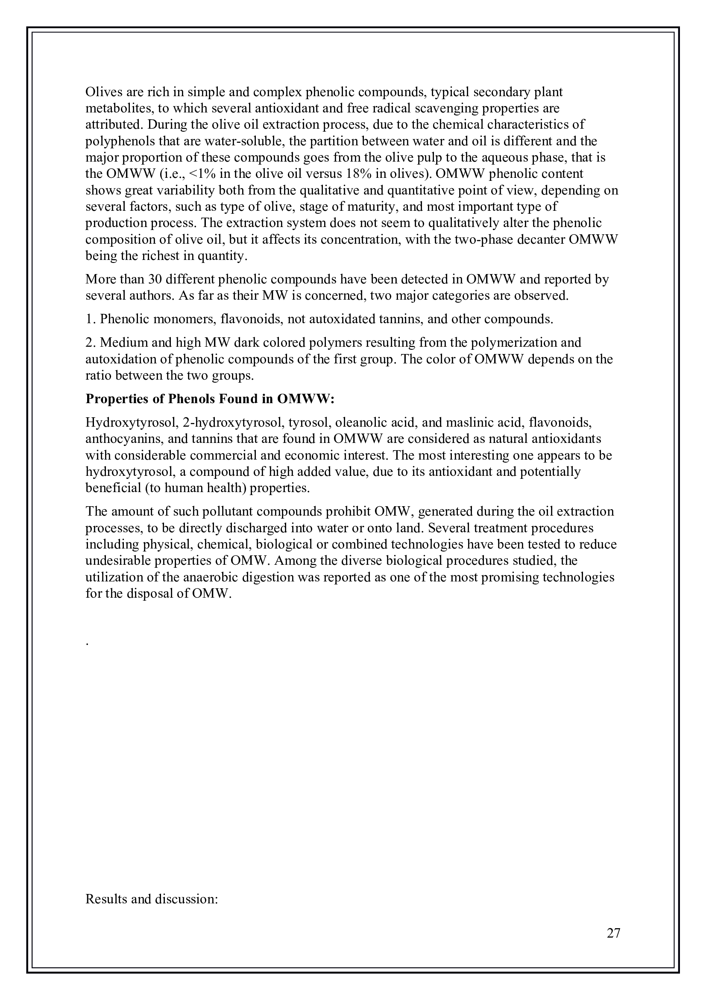 Olives are rich in simple and complex phenolic compounds, typical secondary plant
metabolites, to which several antioxidant and free radical scavenging properties are
attributed. During the olive oil extraction process, due to the chemical characteristics of
polyphenols that are water-soluble, the partition between water and oil is different and the
major proportion of these compounds goes from the olive pulp to the aqueous phase, that is
the OMWW (i.e., <1% in the olive oil versus 18% in olives). OMWW phenolic content
shows great variability both from the qualitative and quantitative point of view, depending on
several factors, such as type of olive, stage of maturity, and most important type of
production process. The extraction system does not seem to qualitatively alter the phenolic
composition of olive oil, but it affects its concentration, with the two-phase decanter OMWW
being the richest in quantity.
More than 30 different phenolic compounds have been detected in OMWW and reported by
several authors. As far as their MW is concerned, two major categories are observed.
1. Phenolic monomers, flavonoids, not autoxidated tannins, and other compounds.
2. Medium and high MW dark colored polymers resulting from the polymerization and
autoxidation of phenolic compounds of the first group. The color of OMWW depends on the
ratio between the two groups.
Properties of Phenols Found in OMWW:
Hydroxytyrosol, 2-hydroxytyrosol, tyrosol, oleanolic acid, and maslinic acid, flavonoids,
anthocyanins, and tannins that are found in OMWW are considered as natural antioxidants
with considerable commercial and economic interest. The most interesting one appears to be
hydroxytyrosol, a compound of high added value, due to its antioxidant and potentially
beneficial (to human health) properties.
The amount of such pollutant compounds prohibit OMW, generated during the oil extraction
processes, to be directly discharged into water or onto land. Several treatment procedures
including physical, chemical, biological or combined technologies have been tested to reduce
undesirable properties of OMW. Among the diverse biological procedures studied, the
utilization of the anaerobic digestion was reported as one of the most promising technologies
for the disposal of OMW.
.
Results and discussion:
27